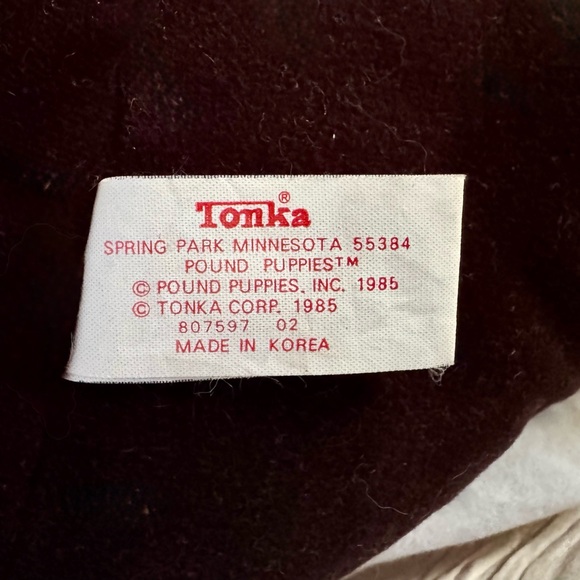 Tonka®
SPRING PARK MINNESOTA 55384
POUND PUPPIES™
© POUND PUPPIES, INC. 1985
© TONKA CORP. 1985
807597 02
MADE IN KOREA